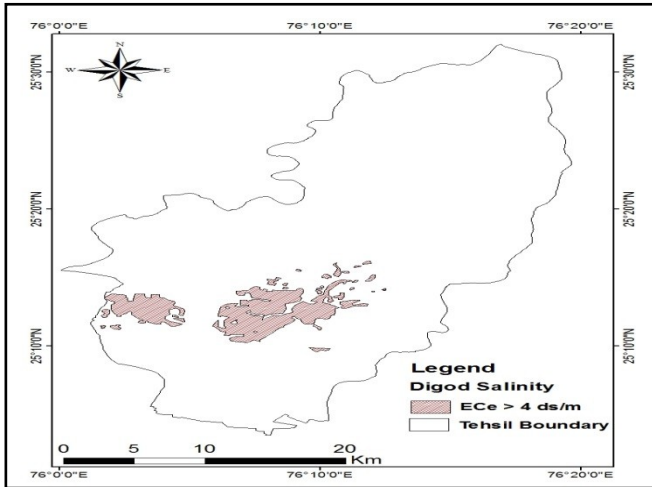 76°0'0"E 76°10'0"E 76°20'0"E
N
W E
S
25°30'0"N 25°30'0"N
25°20'0"N 25°20'0"N
25°10'0"N 25°10'0"N
Legend
Digod Salinity
ECe > 4 ds/m
Tehsil Boundary
0 5 10 20
Km
76°0'0"E 76°10'0"E 76°20'0"E